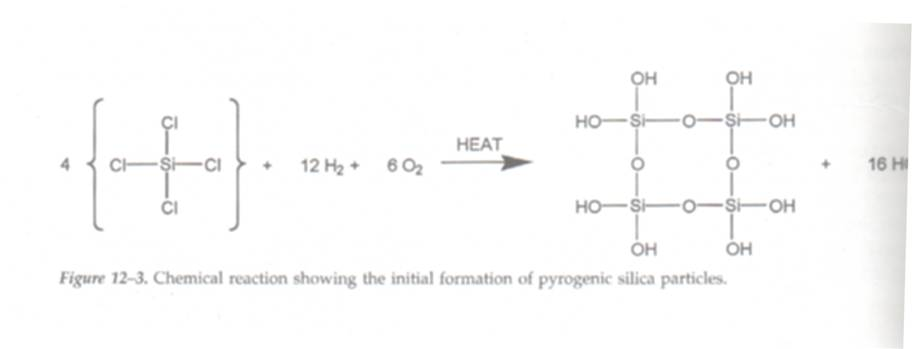 OH OH
Cl HO—Si—O—Si—OH
HEAT
4 { Cl—Si—Cl } + 12 H₂ + 6 O₂ O O + 16
Cl HO—Si—O—Si—OH
OH OH
Figure 12–3. Chemical reaction showing the initial formation of pyrogenic silica particles.